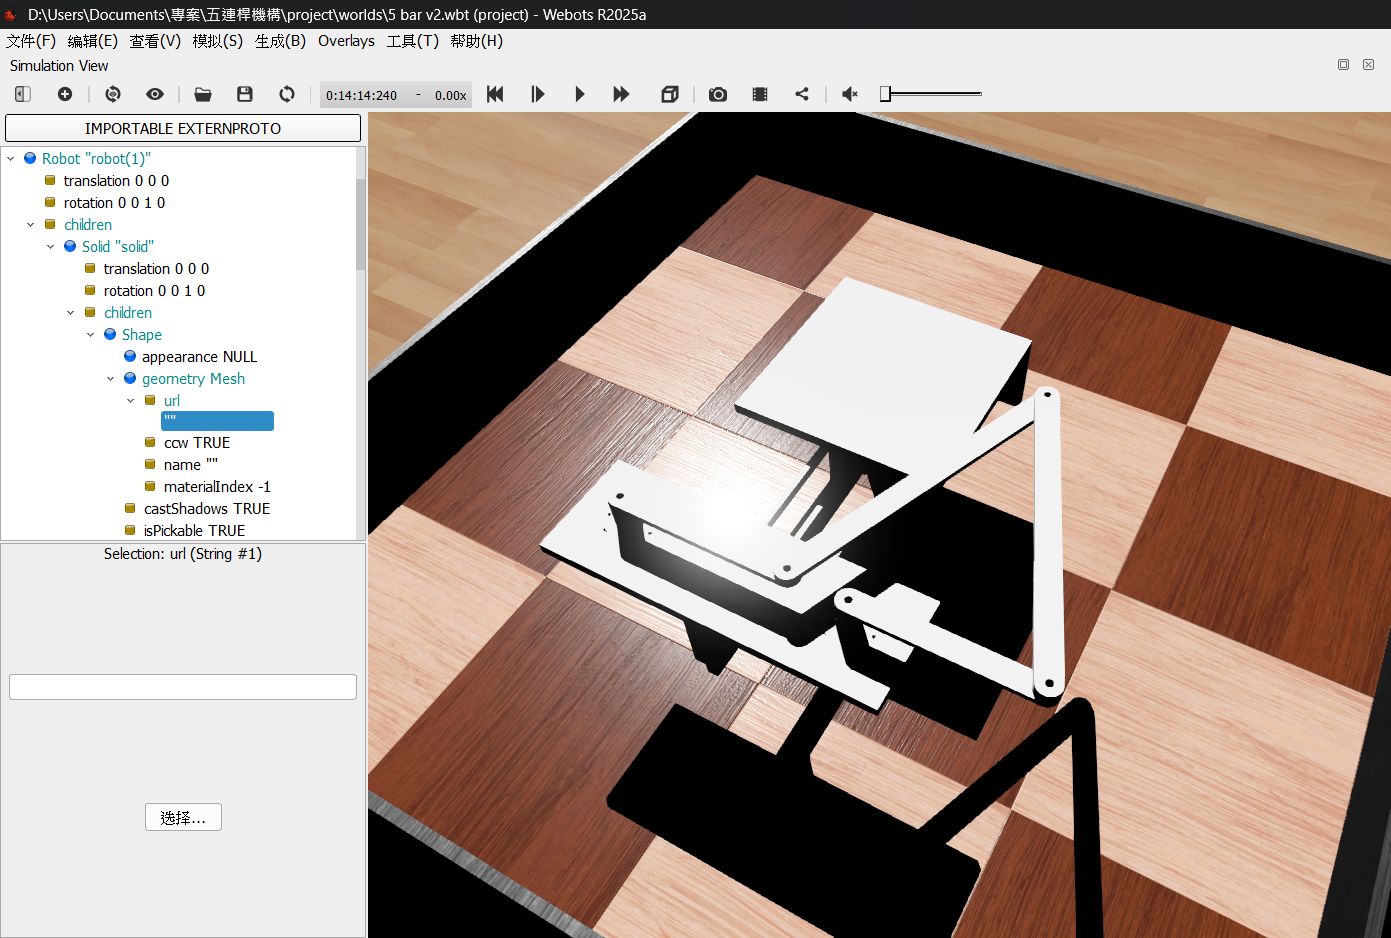 D:\Users\Documents\專案\五連桿機構\project\worlds\5 bar v2.wbt (project) - Webots R2025a
文件(F) 编辑(E) 查看(V) 模拟(S) 生成(B) Overlays 工具(T) 帮助(H)
Simulation View
0:14:14:240 - 0.00x
IMPORTABLE EXTERNPROTO
Robot "robot(1)"
translation 0 0 0
rotation 0 0 1 0
children
Solid "solid"
translation 0 0 0
rotation 0 0 1 0
children
Shape
appearance NULL
geometry Mesh
url
""
ccw TRUE
name ""
materialIndex -1
castShadows TRUE
isPickable TRUE
Selection: url (String #1)
选择...